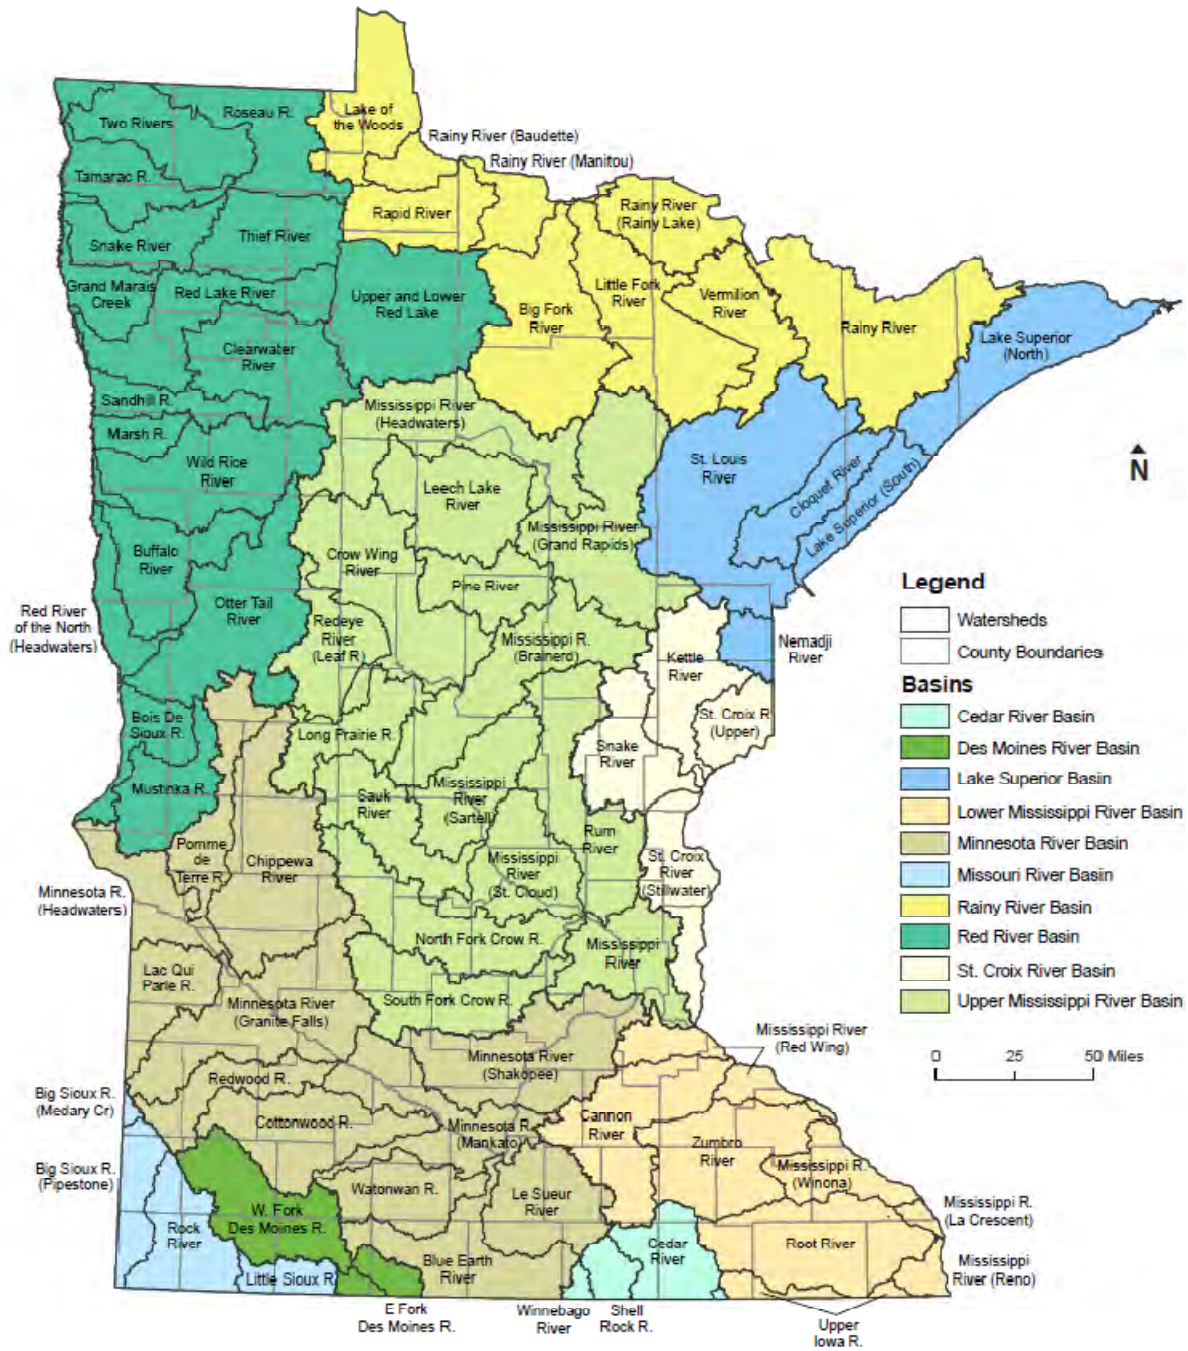 Two Rivers
Roseau R.
Lake of
the Woods
Rainy River (Baudette)
Rainy River (Manitou)
Tamarac R.
Rapid River
Rainy River
(Rainy Lake)
Snake River
Thief River
Grand Marais
Creek
Red Lake River
Upper and Lower
Red Lake
Big Fork
River
Little Fork
River
Vermilion
River
Rainy River
Lake Superior
(North)
Clearwater
River
Sandhill R.
Mississippi River
(Headwaters)
Marsh R.
Wild Rice
River
Leech Lake
River
St. Louis
River
Cloquet River
Lake Superior (South)
N
Mississippi River
(Grand Rapids)
Buffalo
River
Crow Wing
River
Pine River
Otter Tail
River
Red River
of the North
(Headwaters)
Redeye
River
(Leaf R)
Mississippi R.
(Brainerd)
Kettle
River
Nemadji
River
Bois De
Sioux R.
Long Prairie R.
Snake
River
St. Croix R
(Upper)
Mustinka R.
Sauk
River
Mississippi
River
(Sartell)
Pomme
de
Terre R
Chippewa
River
Mississippi
River
(St. Cloud)
Rum
River
St. Croix
River
(Stillwater)
Minnesota R.
(Headwaters)
North Fork Crow R.
Mississippi
River
Lac Qui
Parle R.
Minnesota River
(Granite Falls)
South Fork Crow R.
Minnesota River
(Shakopee)
Mississippi River
(Red Wing)
Redwood R.
Big Sioux R.
(Medary Cr)
Cottonwood R.
Minnesota R.
(Mankato)
Cannon
River
Zumbro
River
Big Sioux R.
(Pipestone)
Watonwan R.
Le Sueur
River
Mississippi R.
(Winona)
Mississippi R.
(La Crescent)
Rock
River
W. Fork
Des Moines R.
Cedar
River
Root River
Mississippi
River (Reno)
Little Sioux R.
Blue Earth
River
E Fork
Des Moines R.
Winnebago
River
Shell
Rock R.
Upper
Iowa R.
Legend
Watersheds
County Boundaries
Basins
Cedar River Basin
Des Moines River Basin
Lake Superior Basin
Lower Mississippi River Basin
Minnesota River Basin
Missouri River Basin
Rainy River Basin
Red River Basin
St. Croix River Basin
Upper Mississippi River Basin
0 25 50 Miles